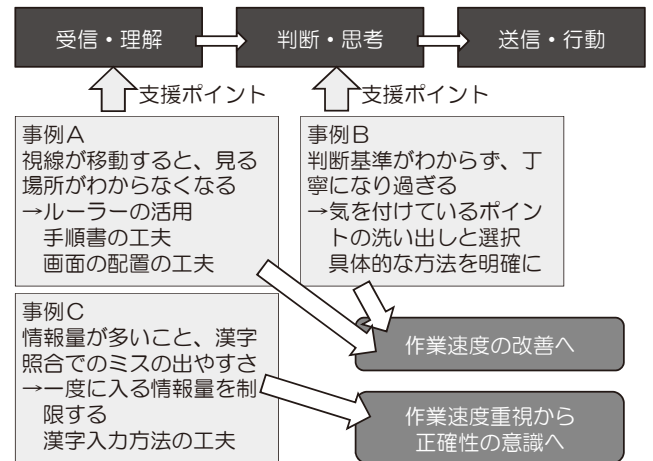 受信・理解
判断・思考
送信・行動
支援ポイント
支援ポイント
事例A
視線が移動すると、見る
場所がわからなくなる
→ルーラーの活用
手順書の工夫
画面の配置の工夫
事例B
判断基準がわからず、丁
寧になり過ぎる
→気を付けているポイン
トの洗い出しと選択
具体的な方法を明確に
事例C
情報量が多いこと、漢字
照合でのミスの出やすさ
→一度に入る情報量を制
限する
漢字入力方法の工夫
作業速度の改善へ
作業速度重視から
正確性の意識へ